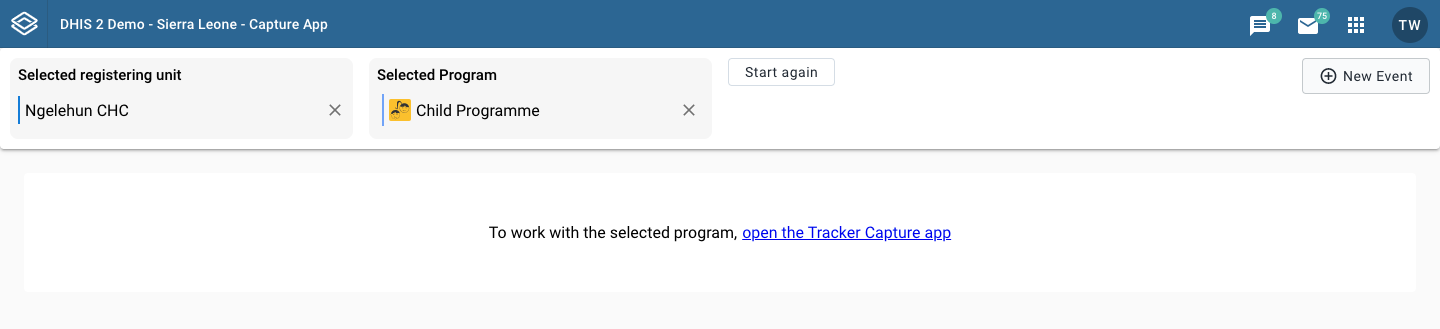 DHIS 2 Demo - Sierra Leone - Capture App
8
75
TW
Selected registering unit
Ngelehun CHC
Selected Program
Child Programme
Start again
New Event
To work with the selected program, open the Tracker Capture app